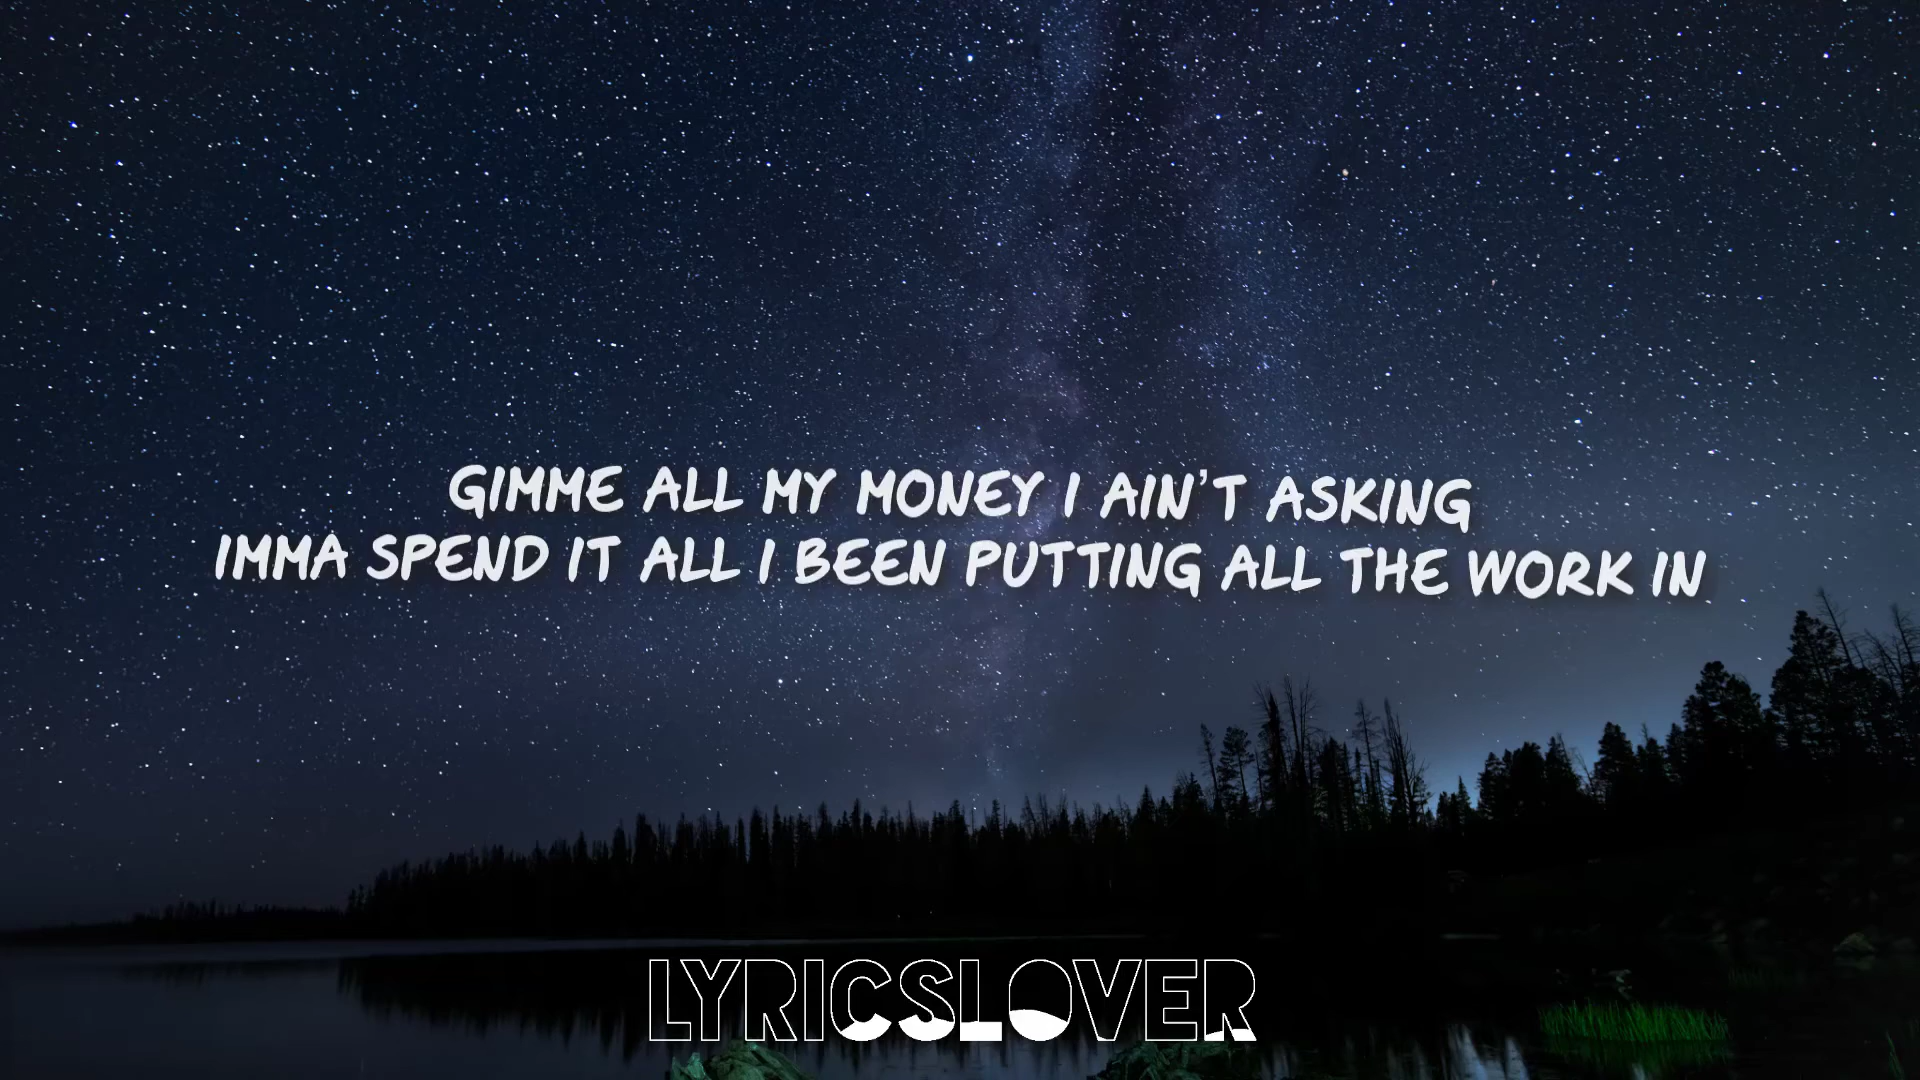 GIMME ALL MY MONEY I AIN'T ASKING
IMMA SPEND IT ALL I BEEN PUTTING ALL THE WORK IN
LYRICSLOVER